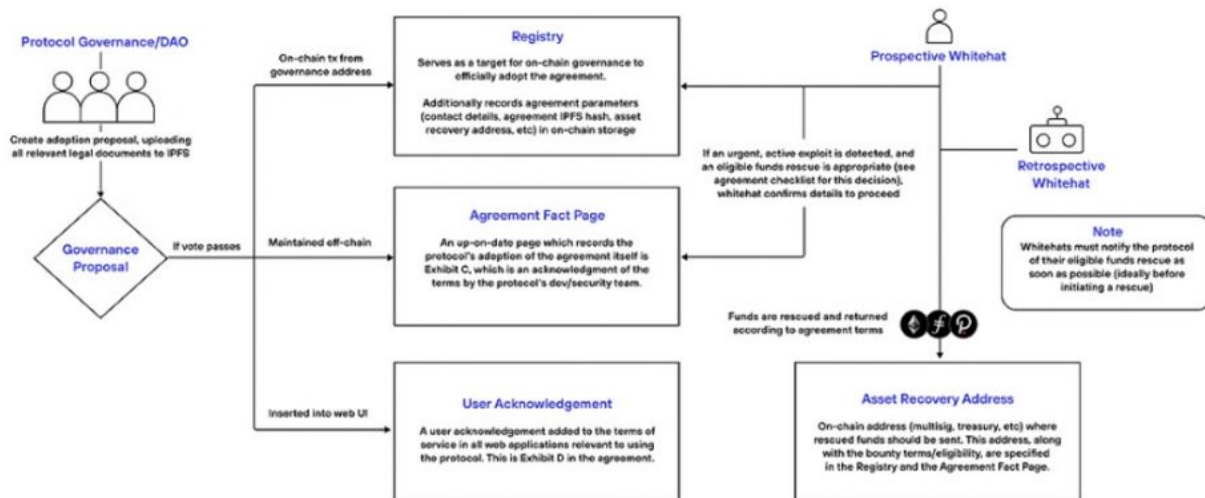 Protocol Governance/DAO
Create adoption proposal, uploading
all relevant legal documents to IPFS
Governance
Proposal
If vote passes
On-chain tx from
governance address
Maintained off-chain
Inserted into web UI
Registry
Serves as a target for on-chain governance to
officially adopt the agreement.
Additionally records agreement parameters
(contact details, agreement IPFS hash, asset
recovery address, etc) in on-chain storage
Agreement Fact Page
An up-on-date page which records the
protocol's adoption of the agreement itself is
Exhibit C, which is an acknowledgment of the
terms by the protocol's dev/security team.
User Acknowledgement
A user acknowledgement added to the terms of
service in all web applications relevant to using
the protocol. This is Exhibit D in the agreement.
Prospective Whitehat
If an urgent, active exploit is detected, and
an eligible funds rescue is appropriate (see
agreement checklist for this decision),
whitehat confirms details to proceed
Retrospective
Whitehat
Note
Whitehats must notify the protocol
of their eligible funds rescue as
soon as possible (ideally before
initiating a rescue)
Funds are rescued and returned
according to agreement terms
Asset Recovery Address
On-chain address (multisig, treasury, etc) where
rescued funds should be sent. This address, along
with the bounty terms/eligibility, are specified
in the Registry and the Agreement Fact Page.